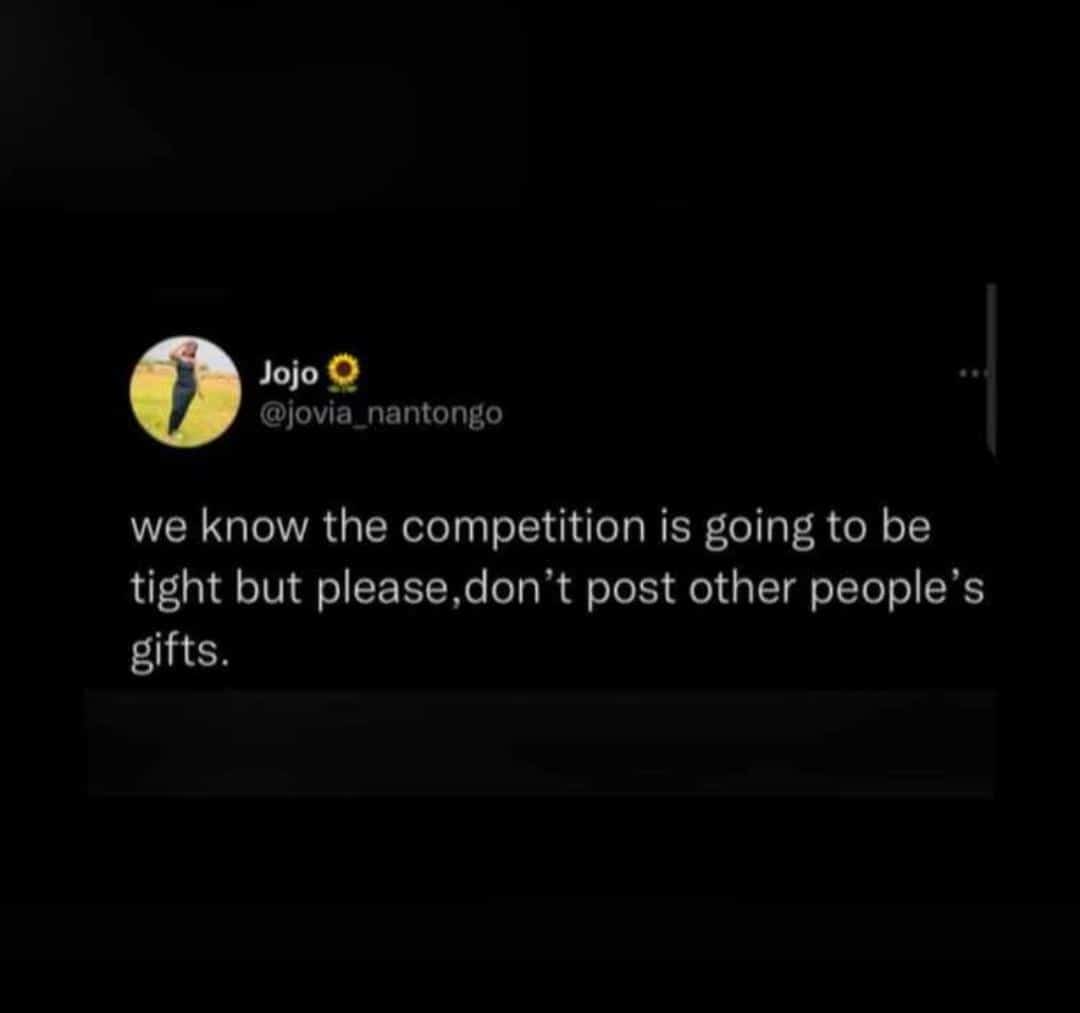 Jojo🌻
@jovia_nantongo
we know the competition is going to be
tight but please,don’t post other people’s
gifts.